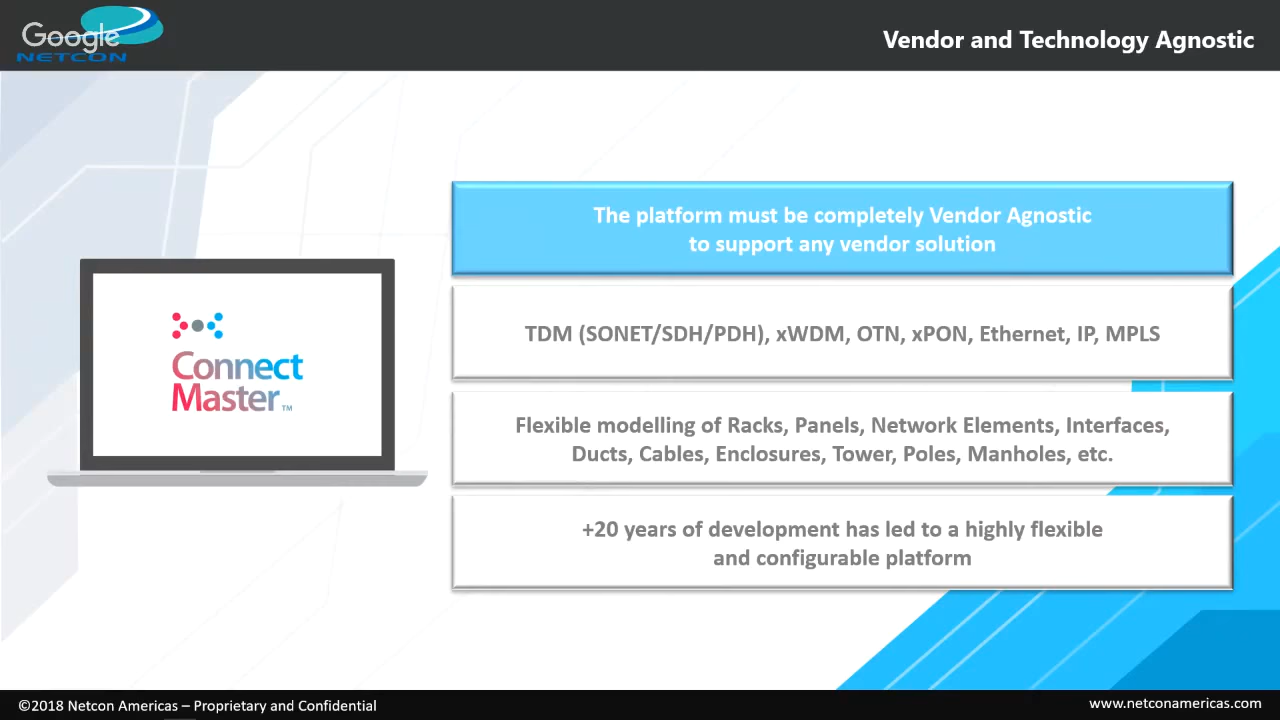 Google
NETCON
Vendor and Technology Agnostic
The platform must be completely Vendor Agnostic
to support any vendor solution
TDM (SONET/SDH/PDH), xWDM, OTN, xPON, Ethernet, IP, MPLS
Connect
Master™
Flexible modelling of Racks, Panels, Network Elements, Interfaces,
Ducts, Cables, Enclosures, Tower, Poles, Manholes, etc.
+20 years of development has led to a highly flexible
and configurable platform
©2018 Netcon Americas – Proprietary and Confidential
www.netconamericas.com